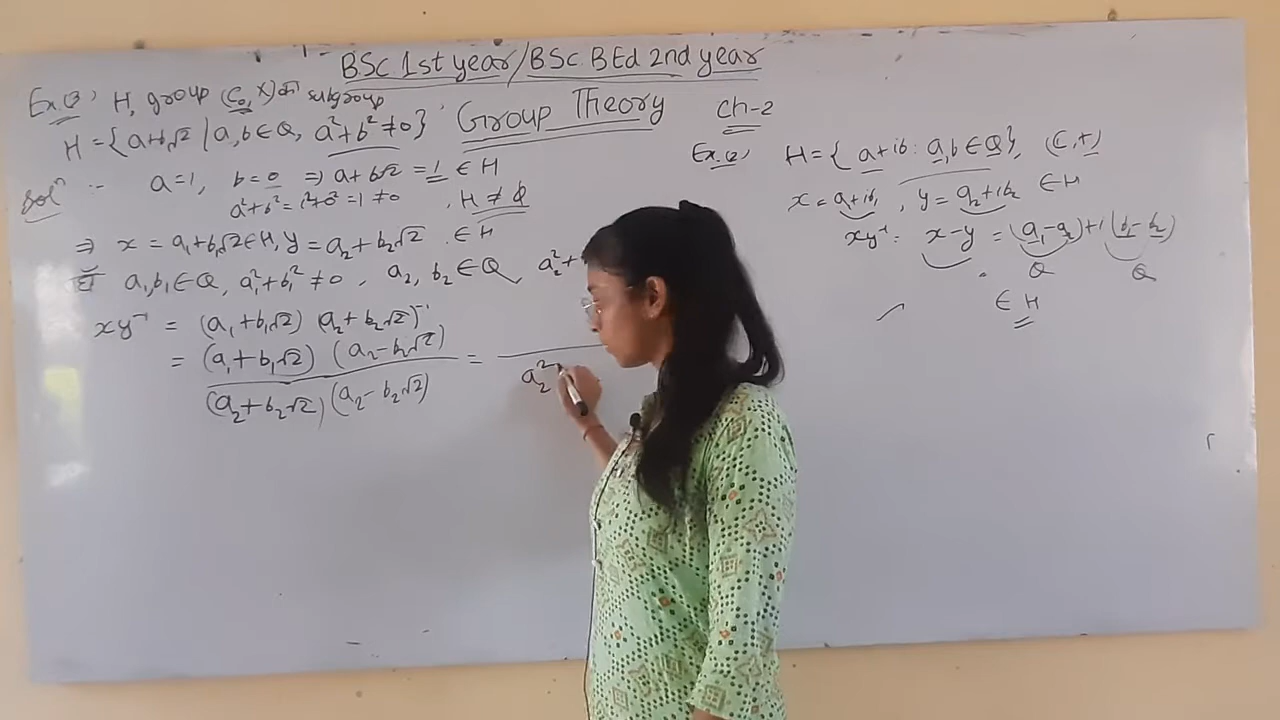 BSc 1st year/BSc. BEd 2nd year
Group Theory
Ch-2
Ex.① H, group (C₀, ×) का subgroup
H = {a+b√2 | a,b ∈ Q, a²+b² ≠ 0}
Solⁿ :- a=1, b=0 ⇒ a+b√2 = 1 ∈ H
a²+b² = 1²+0² = 1 ≠ 0, H ≠ ϕ
⇒ x = a₁+b₁√2 ∈ H, y = a₂+b₂√2 ∈ H
a₁,b₁ ∈ Q, a₁²+b₁² ≠ 0, a₂, b₂ ∈ Q, a₂²+
xy⁻¹ = (a₁+b₁√2) (a₂+b₂√2)⁻¹
= (a₁+b₁√2) (a₂-b₂√2) =
(a₂+b₂√2) (a₂-b₂√2)
a₂²
Ex.② H = { a+ib : a,b ∈ Q}, (C,+)
x = a₁+ib₁, y = a₂+ib₂ ∈ H
xy⁻¹ = x-y = (a₁-a₂)+i(b₁-b₂)
Q Q
∈ H